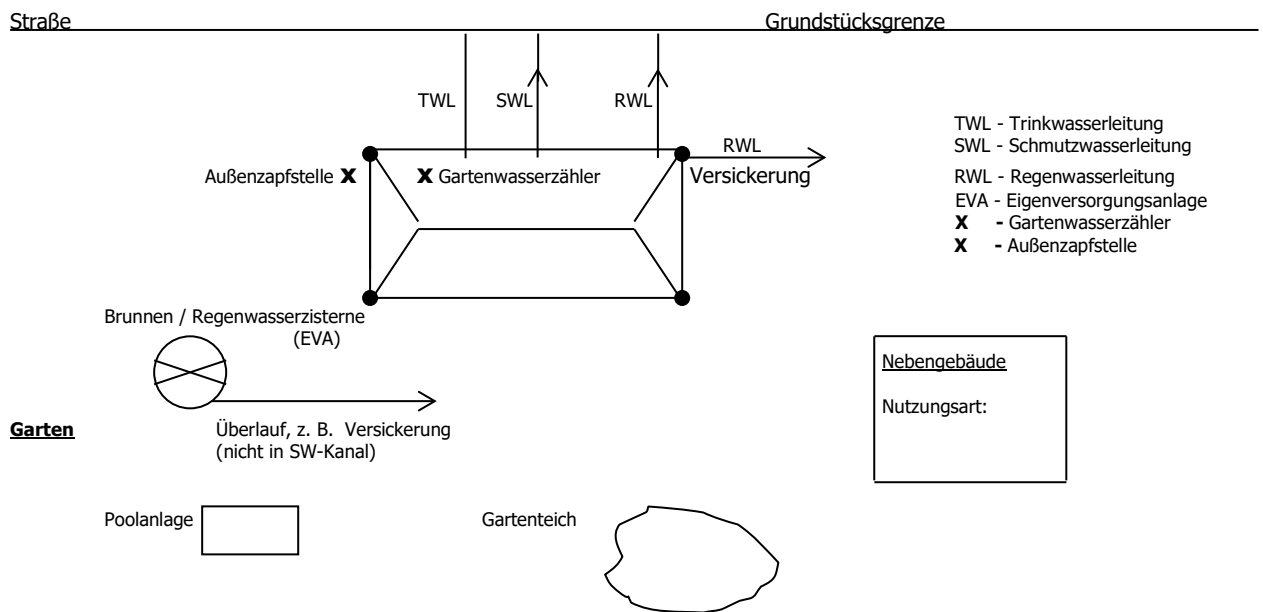 Straße
Grundstücksgrenze
TWL
SWL
RWL
TWL - Trinkwasserleitung
SWL - Schmutzwasserleitung
RWL - Regenwasserleitung
EVA - Eigenversorgungsanlage
X - Gartenwasserzähler
X - Außenzapfstelle
RWL
Versickerung
Außenzapfstelle X
X Gartenwasserzähler
Brunnen / Regenwasserzisterne
(EVA)
Nebengebäude
Nutzungsart:
Garten
Überlauf, z. B. Versickerung
(nicht in SW-Kanal)
Poolanlage
Gartenteich